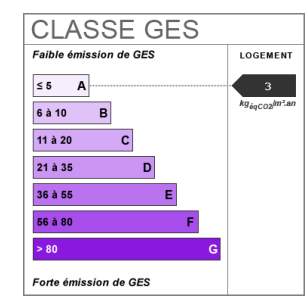 CLASSE GES
Faible émission de GES
LOGEMENT
≤ 5 A
3
kgéqCO2/m².an
6 à 10 B
11 à 20 C
21 à 35 D
36 à 55 E
56 à 80 F
> 80 G
Forte émission de GES